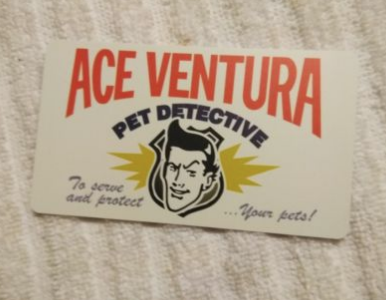 ACE VENTURA
PET DETECTIVE
To serve
and protect
...Your pets!